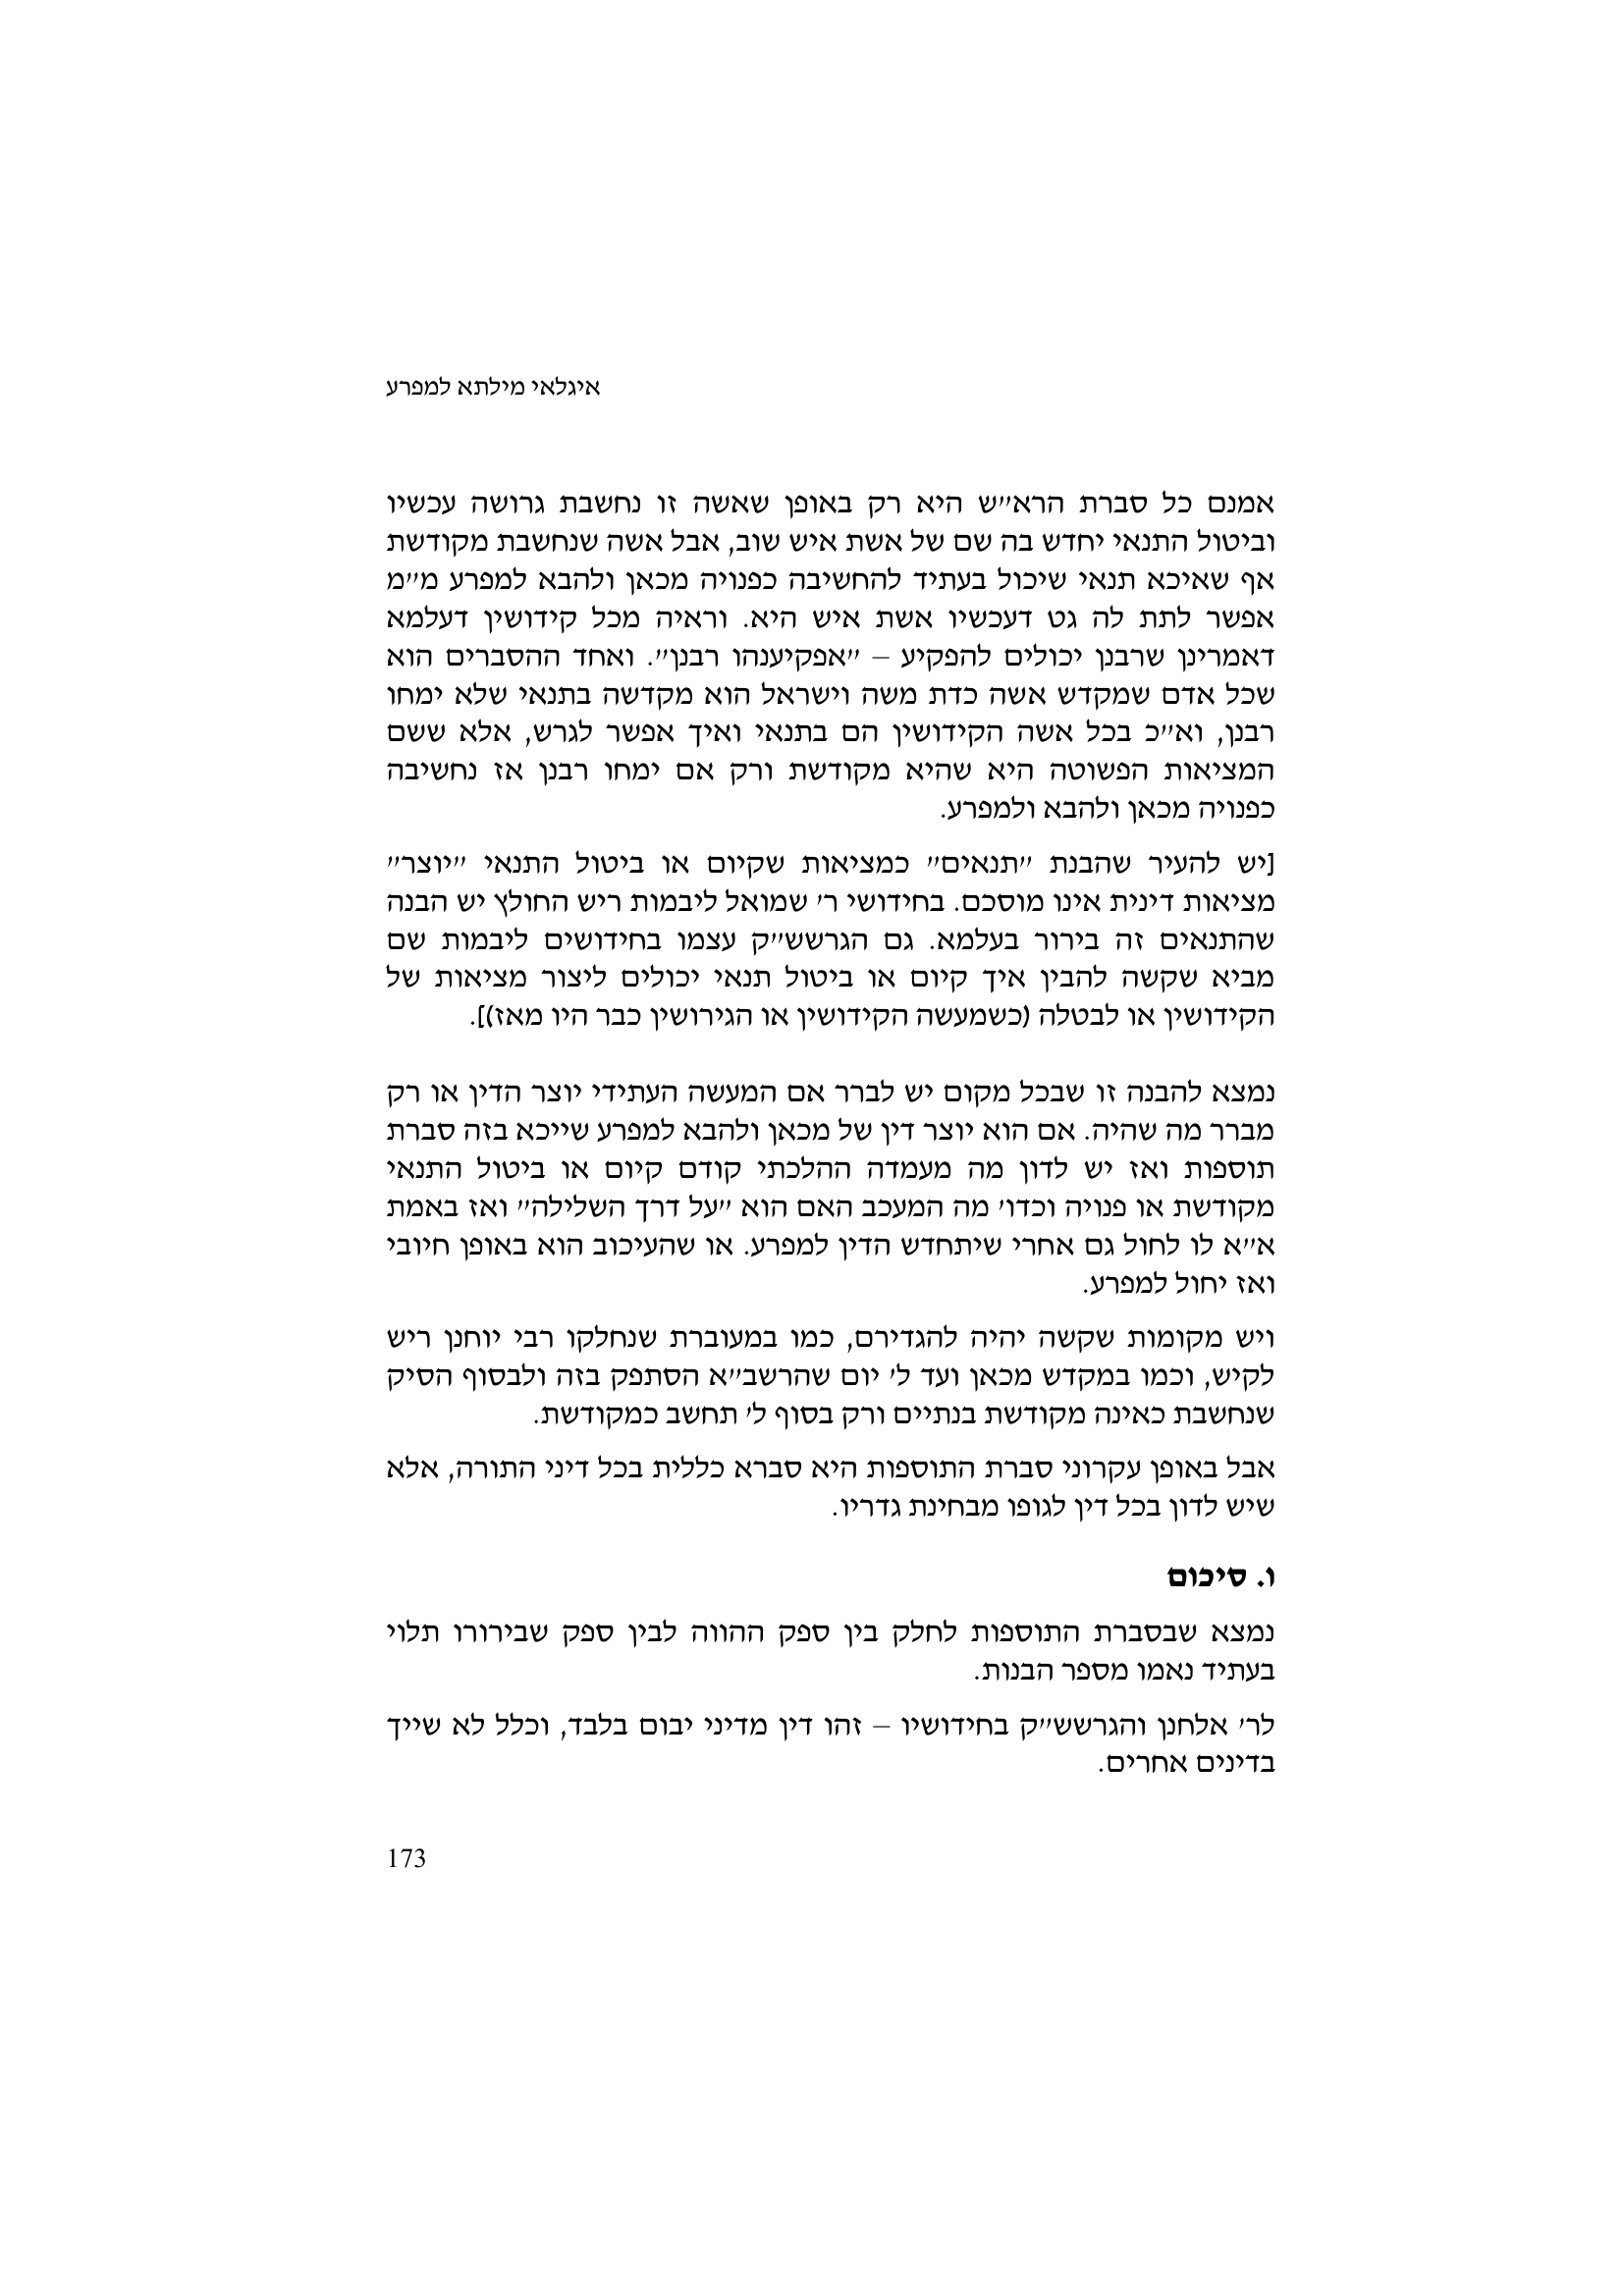 איגלאי מילתא למפרע
אמנם כל סברת הרא״ש היא רק באופן שאשה זו נחשבת גרושה עכשיו
וביטול התנאי יחדש בה שם של אשת איש שוב, אבל אשה שנחשבת מקודשת
אף שאיכא תנאי שיכול בעתיד להחשיבה כפנויה מכאן ולהבא למפרע מ״מ
אפשר לתת לה גט דעכשיו אשת איש היא. וראיה מכל קידושין דעלמא
דאמרינן שרבנן יכולים להפקיע – ״אפקיענהו רבנן״. ואחד ההסברים הוא
שכל אדם שמקדש אשה כדת משה וישראל הוא מקדשה בתנאי שלא ימחו
רבנן, וא״כ בכל אשה הקידושין הם בתנאי ואיך אפשר לגרש, אלא ששם
המציאות הפשוטה היא שהיא מקודשת ורק אם ימחו רבנן אז נחשיבה
כפנויה מכאן ולהבא ולמפרע.
[יש להעיר שהבנת ״תנאים״ כמציאות שקיום או ביטול התנאי ״יוצר״
מציאות דינית אינו מוסכם. בחידושי ר׳ שמואל ליבמות ריש החולץ יש הבנה
שהתנאים זה בירור בעלמא. גם הגרשש״ק עצמו בחידושים ליבמות שם
מביא שקשה להבין איך קיום או ביטול תנאי יכולים ליצור מציאות של
הקידושין או לבטלה (כשמעשה הקידושין או הגירושין כבר היו מאז)].
נמצא להבנה זו שבכל מקום יש לברר אם המעשה העתידי יוצר הדין או רק
מברר מה שהיה. אם הוא יוצר דין של מכאן ולהבא למפרע שייכא בזה סברת
תוספות ואז יש לדון מה מעמדה ההלכתי קודם קיום או ביטול התנאי
מקודשת או פנויה וכדו׳ מה המעכב האם הוא ״על דרך השלילה״ ואז באמת
א״א לו לחול גם אחרי שיתחדש הדין למפרע. או שהעיכוב הוא באופן חיובי
ואז יחול למפרע.
ויש מקומות שקשה יהיה להגדירם, כמו במעוברת שנחלקו רבי יוחנן ריש
לקיש, וכמו במקדש מכאן ועד ל׳ יום שהרשב״א הסתפק בזה ולבסוף הסיק
שנחשבת כאינה מקודשת בנתיים ורק בסוף ל׳ תחשב כמקודשת.
אבל באופן עקרוני סברת התוספות היא סברא כללית בכל דיני התורה, אלא
שיש לדון בכל דין לגופו מבחינת גדריו.
ו. סיכום
נמצא שבסברת התוספות לחלק בין ספק ההווה לבין ספק שבירורו תלוי
בעתיד נאמו מספר הבנות.
לר׳ אלחנן והגרשש״ק בחידושיו – זהו דין מדיני יבום בלבד, וכלל לא שייך
בדינים אחרים.
173